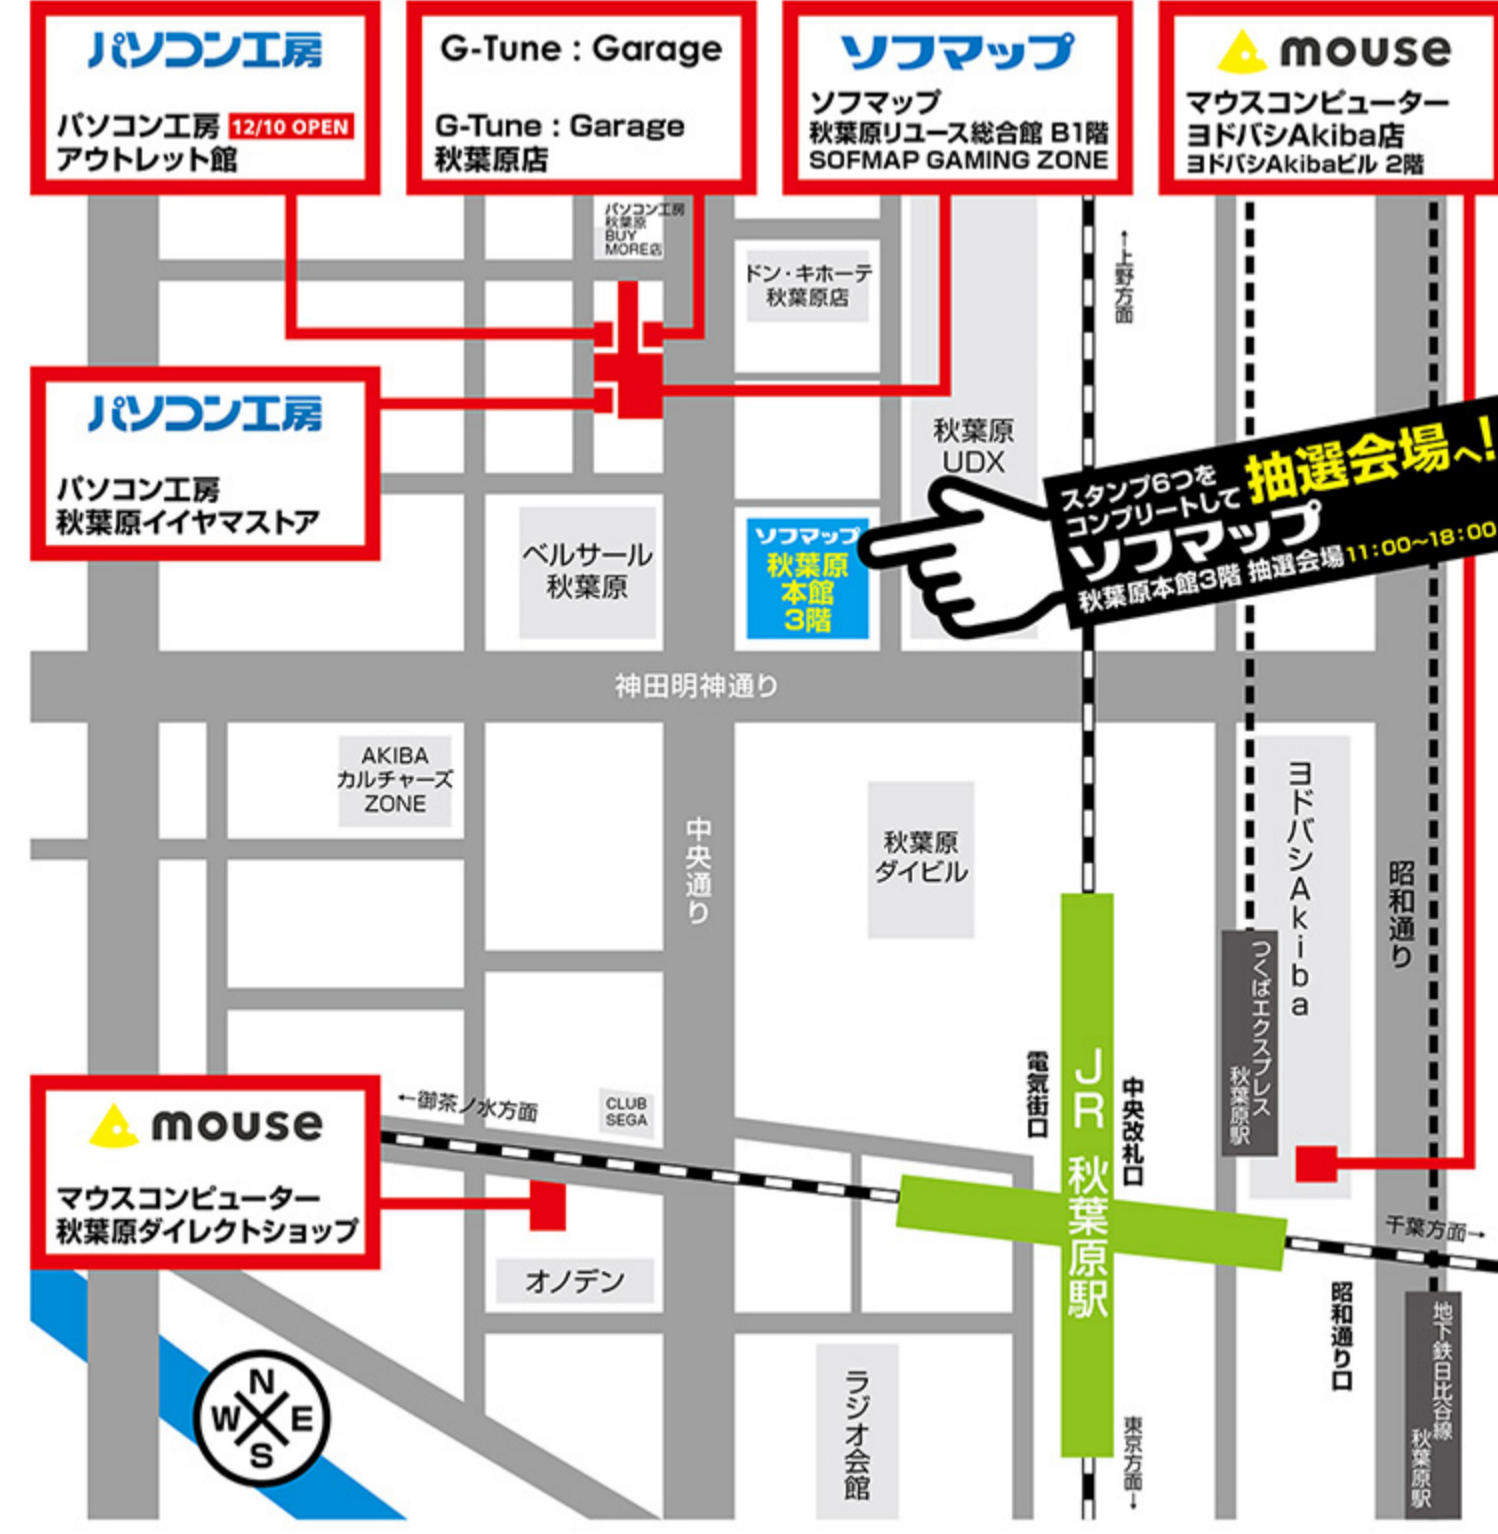 パソコン工房
パソコン工房 12/10 OPEN
アウトレット館
G-Tune : Garage
G-Tune : Garage
秋葉原店
ソフマップ
ソフマップ
秋葉原リユース総合館 B1階
SOFMAP GAMING ZONE
mouse
マウスコンピューター
ヨドバシAkiba店
ヨドバシAkibaビル 2階
パソコン工房
秋葉原
BUY
MORE店
ドン・キホーテ
秋葉原店
←上野方面
パソコン工房
パソコン工房
秋葉原イイヤマストア
秋葉原
UDX
スタンプ6つを
コンプリートして 抽選会場へ!
ソフマップ
秋葉原本館3階 抽選会場 11:00~18:00
ベルサール
秋葉原
ソフマップ
秋葉原
本館
3階
神田明神通り
AKIBA
カルチャーズ
ZONE
中央通り
秋葉原
ダイビル
ヨドバシAkiba
昭和通り
つくばエクスプレス
秋葉原駅
電気街口
JR 秋葉原駅
中央改札口
mouse
マウスコンピューター
秋葉原ダイレクトショップ
←御茶ノ水方面
CLUB
SEGA
オノデン
千葉方面→
昭和通り口
地下鉄日比谷線
秋葉原駅
ラジオ会館
東京方面→
N
W E
S